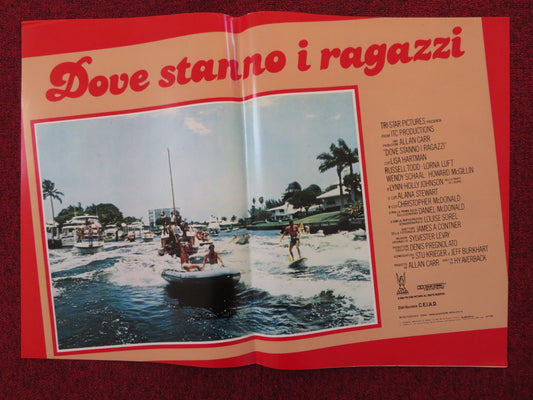 Dove stanno i ragazzi
TRI STAR PICTURES PRESENTA
ITC PRODUCTIONS
ALLAN CARR
"DOVE STANNO I RAGAZZI"
LISA HARTMAN
RUSSELL TODD LORNA LUFT
WENDY SCHAAL HOWARD McGILLIN
LYNN-HOLLY JOHNSON
ALANA STEWART
CHRISTOPHER McDONALD
DANIEL McDONALD
LOUISE SOREL
JAMES A CONTNER
SYLVESTER LEVAY
DENIS PREGNOLATO
STU KRIEGER e JEFF BURKHART
ALLAN CARR HY AVERBACK
C.E.I.A.D.